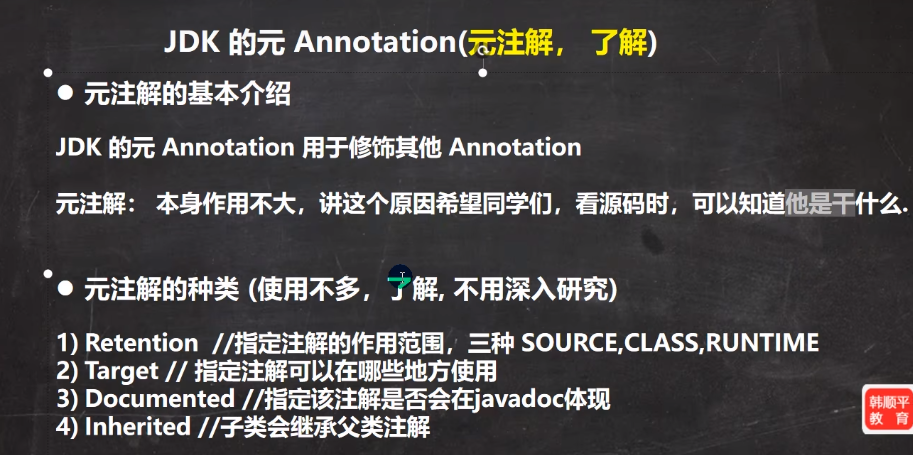 JDK 的元 Annotation(元注解， 了解)
● 元注解的基本介绍
JDK 的元 Annotation 用于修饰其他 Annotation
元注解： 本身作用不大，讲这个原因希望同学们，看源码时，可以知道他是干什么.
● 元注解的种类 (使用不多，了解, 不用深入研究)
1) Retention //指定注解的作用范围，三种 SOURCE,CLASS,RUNTIME
2) Target // 指定注解可以在哪些地方使用
3) Documented //指定该注解是否会在javadoc体现
4) Inherited //子类会继承父类注解
韩顺平
教 育